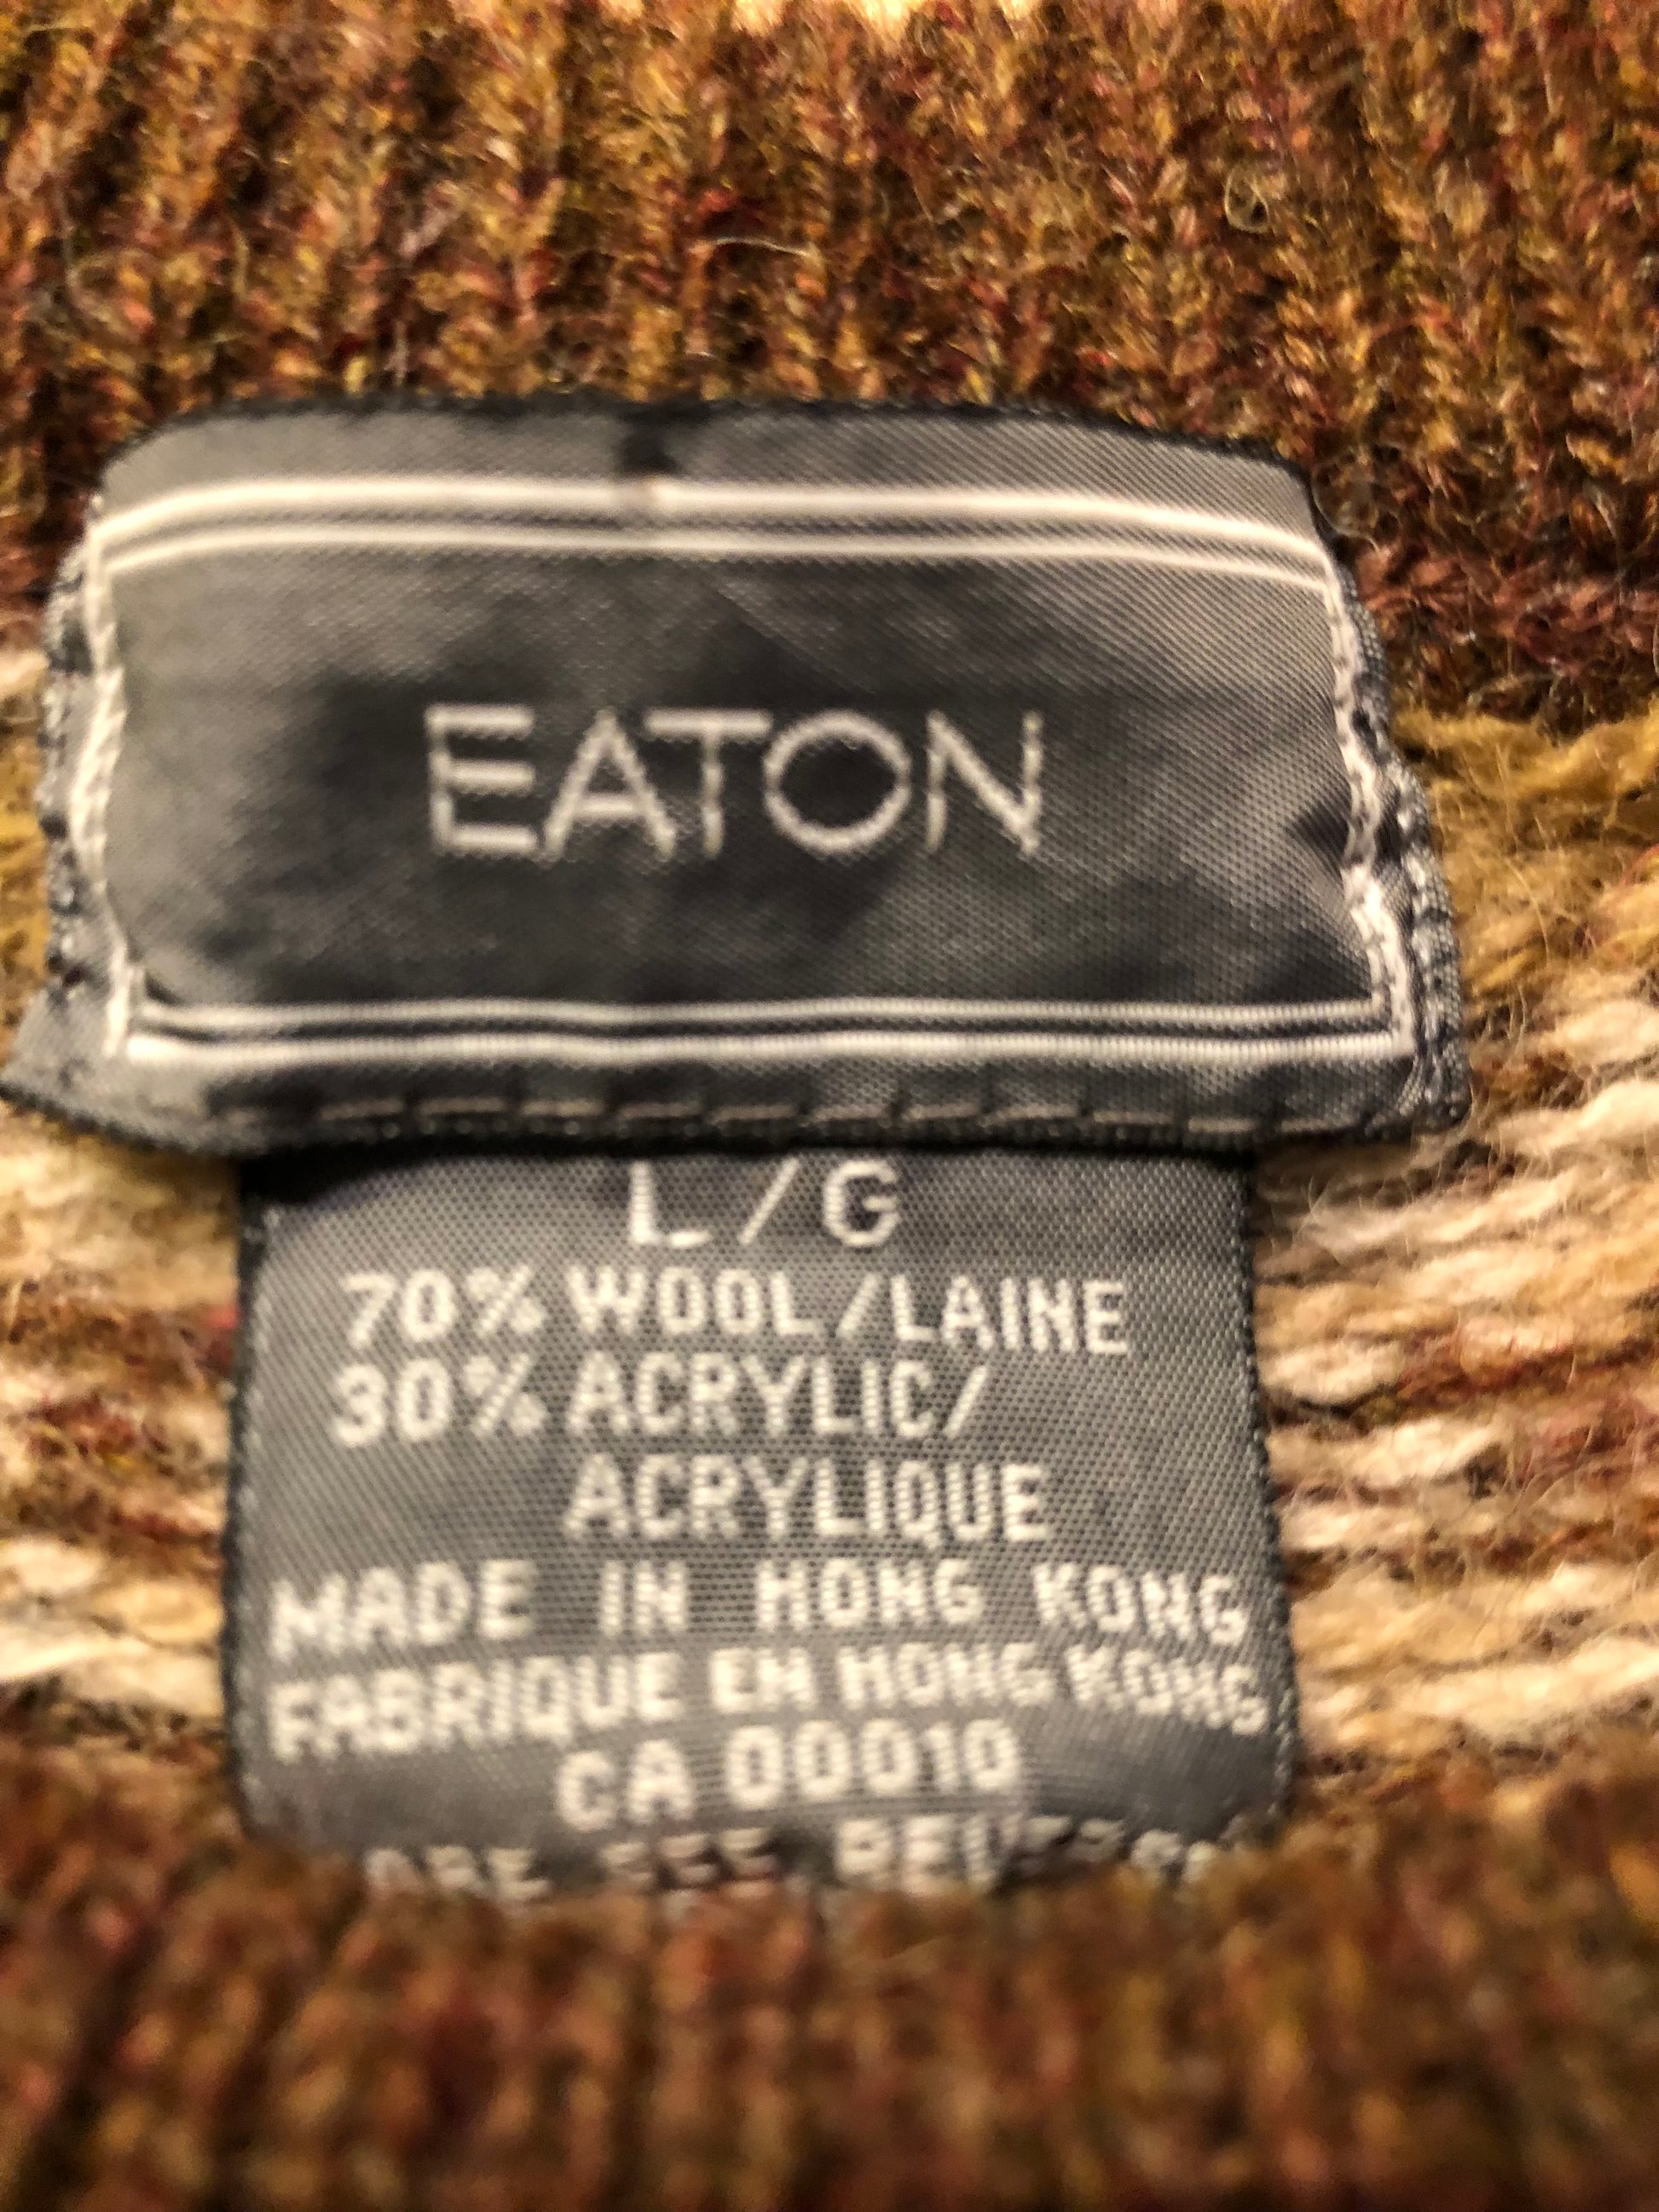 EATON
L/G
70% WOOL/LAINE
30% ACRYLIC/
ACRYLIQUE
MADE IN HONG KONG
FABRIQUE EN HONG KONG
CA 00010